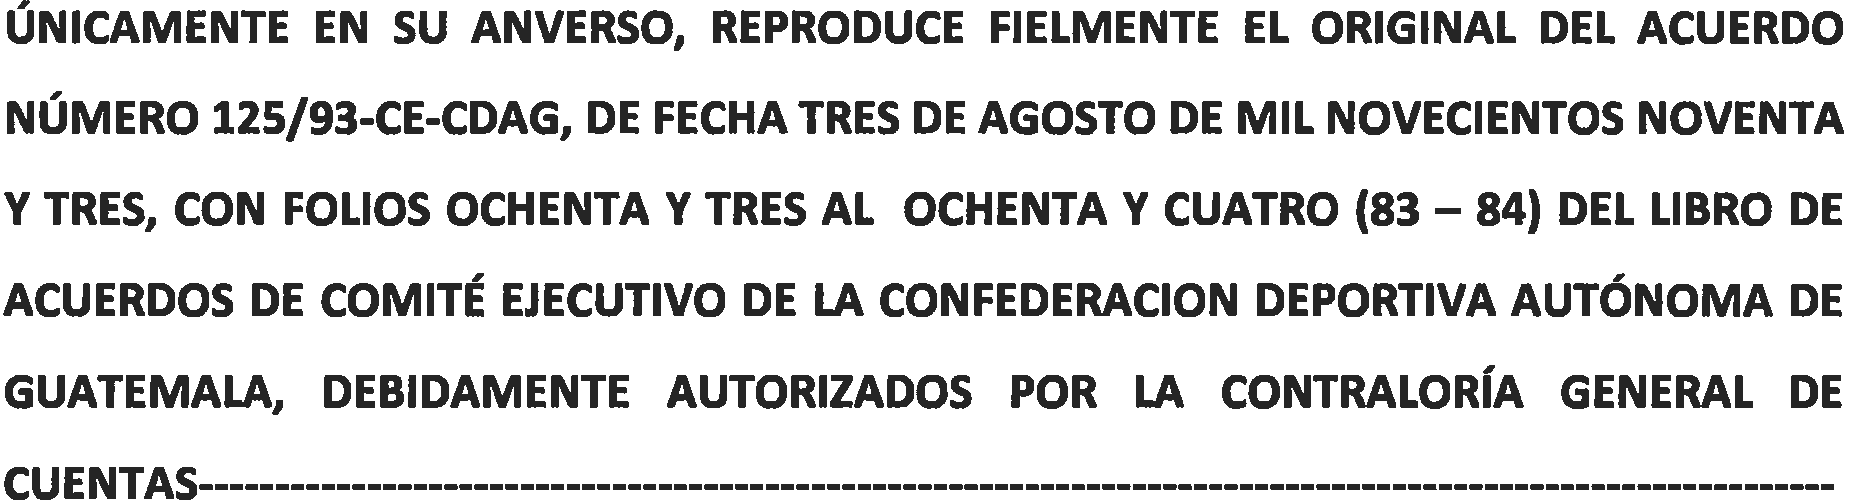 ÚNICAMENTE EN SU ANVERSO, REPRODUCE FIELMENTE EL ORIGINAL DEL ACUERDO
NÚMERO 125/93-CE-CDAG, DE FECHA TRES DE AGOSTO DE MIL NOVECIENTOS NOVENTA
Y TRES, CON FOLIOS OCHENTA Y TRES AL OCHENTA Y CUATRO (83 – 84) DEL LIBRO DE
ACUERDOS DE COMITÉ EJECUTIVO DE LA CONFEDERACION DEPORTIVA AUTÓNOMA DE
GUATEMALA, DEBIDAMENTE AUTORIZADOS POR LA CONTRALORÍA GENERAL DE
CUENTAS-----------------------------------------------------------------------------------------------------------